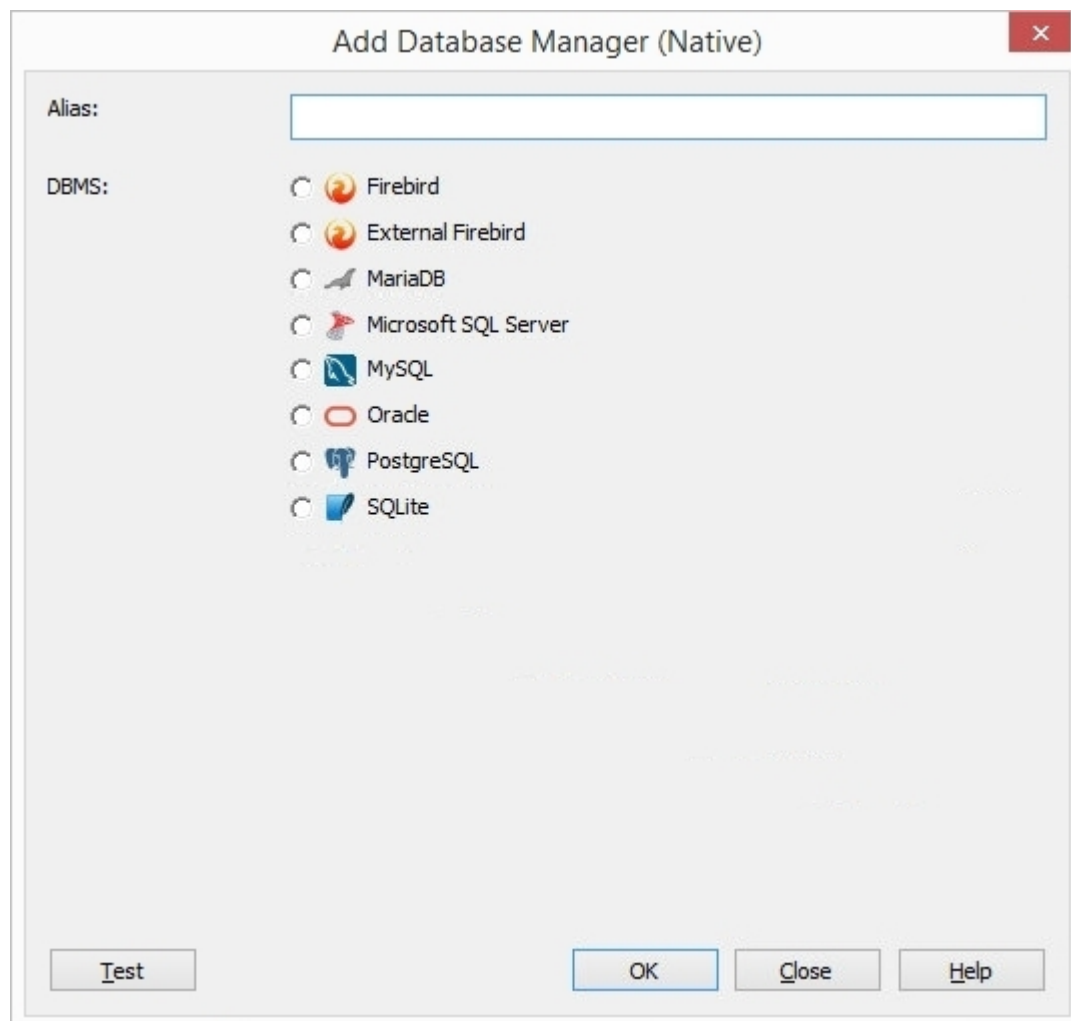 Add Database Manager (Native)
Alias:
DBMS:
Firebird
External Firebird
MariaDB
Microsoft SQL Server
MySQL
Oracle
PostgreSQL
SQLite
Test
OK
Close
Help